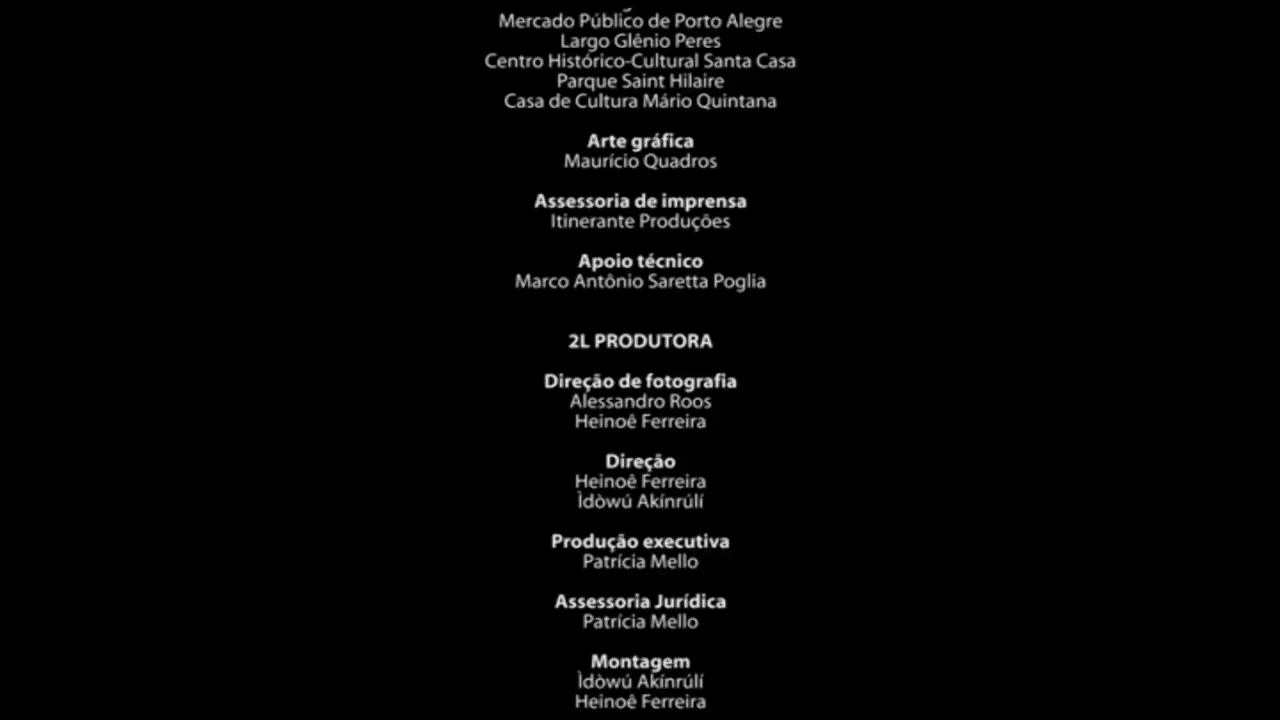 Mercado Público de Porto Alegre
Largo Glênio Peres
Centro Histórico-Cultural Santa Casa
Parque Saint Hilaire
Casa de Cultura Mário Quintana
Arte gráfica
Maurício Quadros
Assessoria de imprensa
Itinerante Produções
Apoio técnico
Marco Antônio Saretta Poglia
2L PRODUTORA
Direção de fotografia
Alessandro Roos
Heinoê Ferreira
Direção
Heinoê Ferreira
Ìdòwú Akínrúlí
Produção executiva
Patrícia Mello
Assessoria Jurídica
Patrícia Mello
Montagem
Ìdòwú Akínrúlí
Heinoê Ferreira